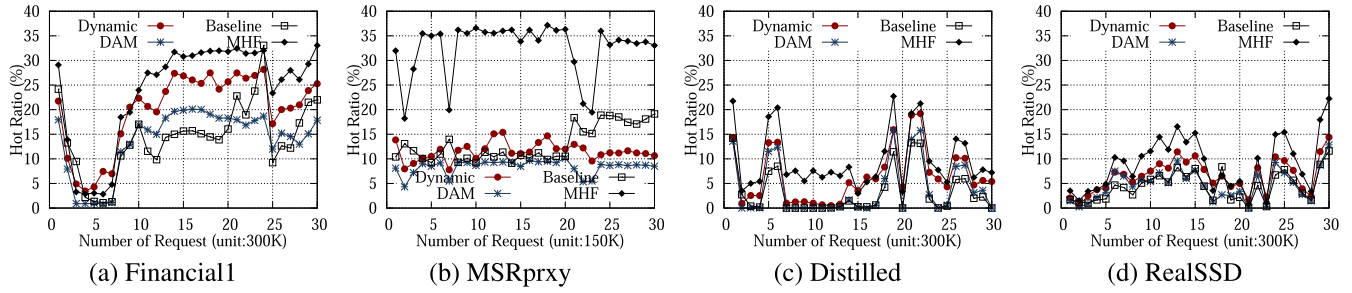 Hot Ratio (%)
40
35
30
25
20
15
10
5
0
Dynamic
DAM
Baseline
MHF
0 5 10 15 20 25 30
Number of Request (unit:300K)
(a) Financial1
Hot Ratio (%)
40
35
30
25
20
15
10
5
0
Dynamic
DAM
Baseline
MHF
0 5 10 15 20 25 30
Number of Request (unit:150K)
(b) MSRprxy
Hot Ratio (%)
40
35
30
25
20
15
10
5
0
Dynamic
DAM
Baseline
MHF
0 5 10 15 20 25 30
Number of Request (unit:300K)
(c) Distilled
Hot Ratio (%)
40
35
30
25
20
15
10
5
0
Dynamic
DAM
Baseline
MHF
0 5 10 15 20 25 30
Number of Request (unit:300K)
(d) RealSSD